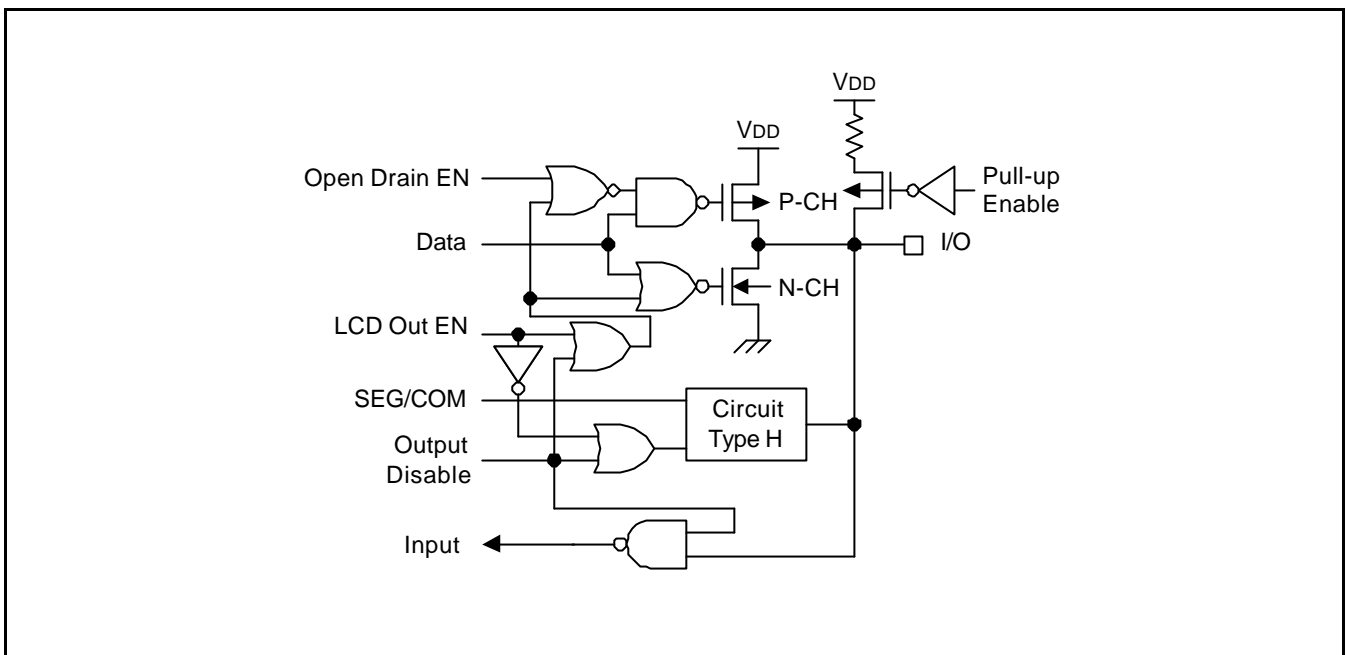 VDD
VDD
Open Drain EN
Pull-up
Enable
P-CH
Data
I/O
N-CH
LCD Out EN
SEG/COM
Circuit
Type H
Output
Disable
Input